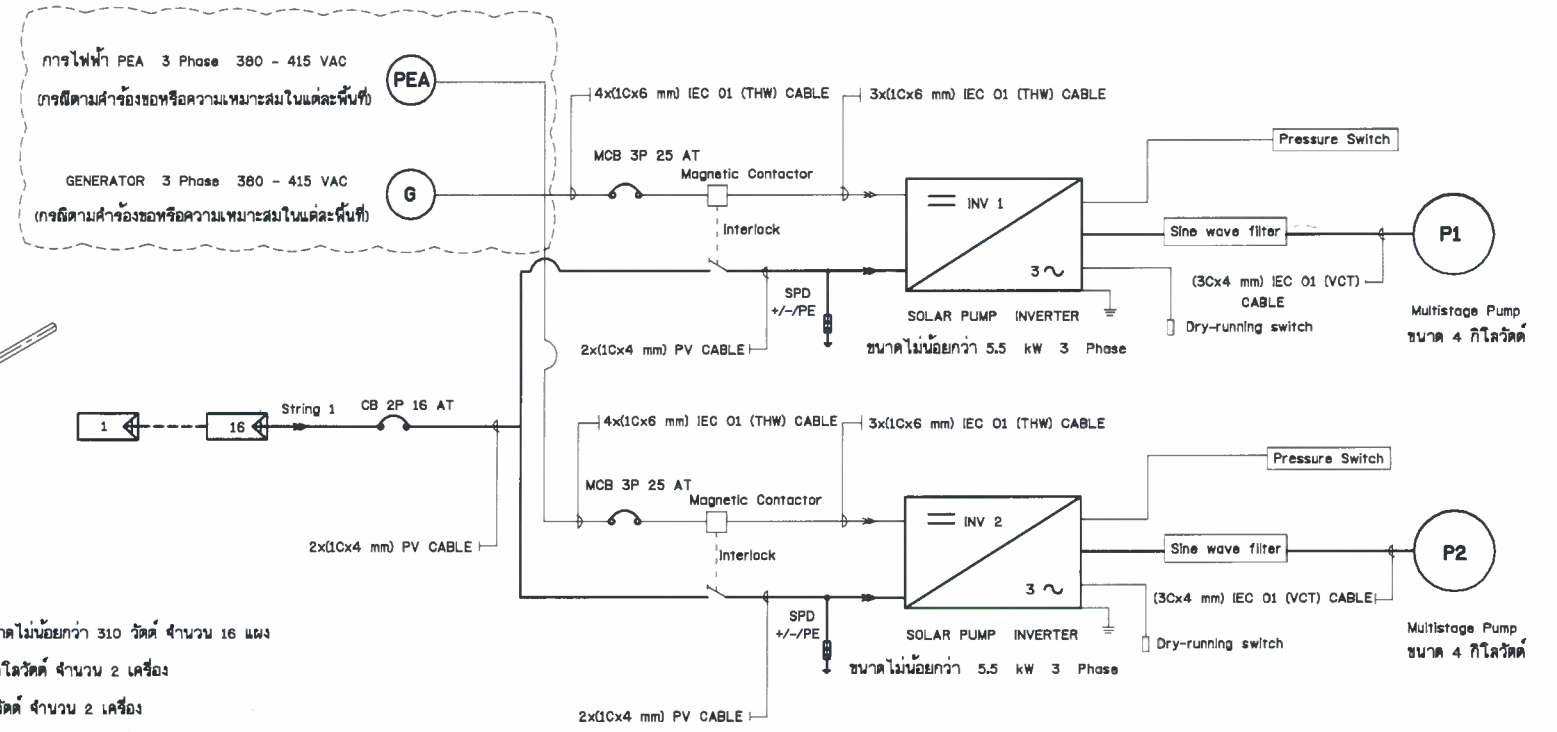 การไฟฟ้า PEA 3 Phase 380 - 415 VAC
(กรณีตามคำร้องขอหรือความเหมาะสมในแต่ละพื้นที่)
PEA
GENERATOR 3 Phase 380 - 415 VAC
(กรณีตามคำร้องขอหรือความเหมาะสมในแต่ละพื้นที่)
G
4x(1Cx6 mm) IEC 01 (THW) CABLE
3x(1Cx6 mm) IEC 01 (THW) CABLE
MCB 3P 25 AT
Magnetic Contactor
Interlock
INV 1
3
Pressure Switch
Sine wave filter
P1
(3Cx4 mm) IEC 01 (VCT)
CABLE
SPD
+/-/PE
SOLAR PUMP INVERTER
ขนาดไม่น้อยกว่า 5.5 kW 3 Phase
Dry-running switch
Multistage Pump
ขนาด 4 กิโลวัตต์
2x(1Cx4 mm) PV CABLE
1
16
String 1
CB 2P 16 AT
2x(1Cx4 mm) PV CABLE
4x(1Cx6 mm) IEC 01 (THW) CABLE
3x(1Cx6 mm) IEC 01 (THW) CABLE
MCB 3P 25 AT
Magnetic Contactor
Interlock
INV 2
3
Pressure Switch
Sine wave filter
P2
(3Cx4 mm) IEC 01 (VCT) CABLE
SPD
+/-/PE
SOLAR PUMP INVERTER
ขนาดไม่น้อยกว่า 5.5 kW 3 Phase
Dry-running switch
Multistage Pump
ขนาด 4 กิโลวัตต์
2x(1Cx4 mm) PV CABLE
ไม่น้อยกว่า 310 วัตต์ จำนวน 16 แผง
จำนวน 2 เครื่อง
จำนวน 2 เครื่อง